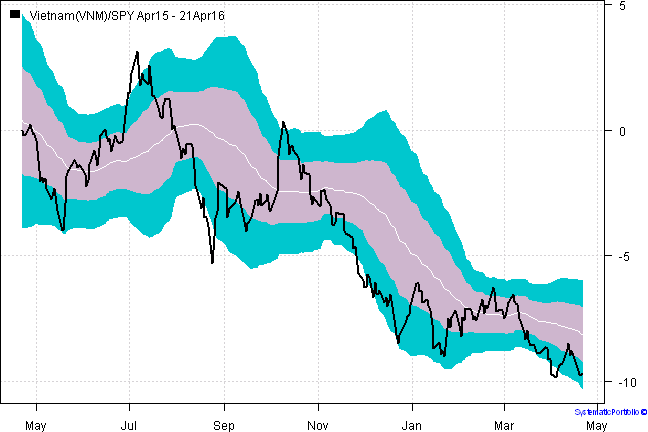 Vietnam(VNM)/SPY Apr15 - 21Apr16
5
0
-5
-10
SystematicPortfolio ©
May Jul Sep Nov Jan Mar May